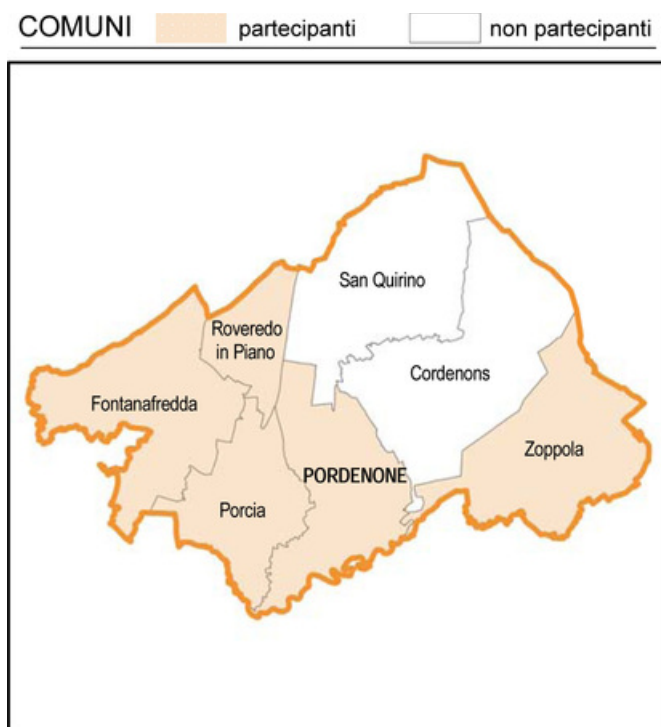 COMUNI partecipanti non partecipanti
San Quirino
Roveredo
in Piano
Cordenons
Fontanafredda
Zoppola
PORDENONE
Porcia